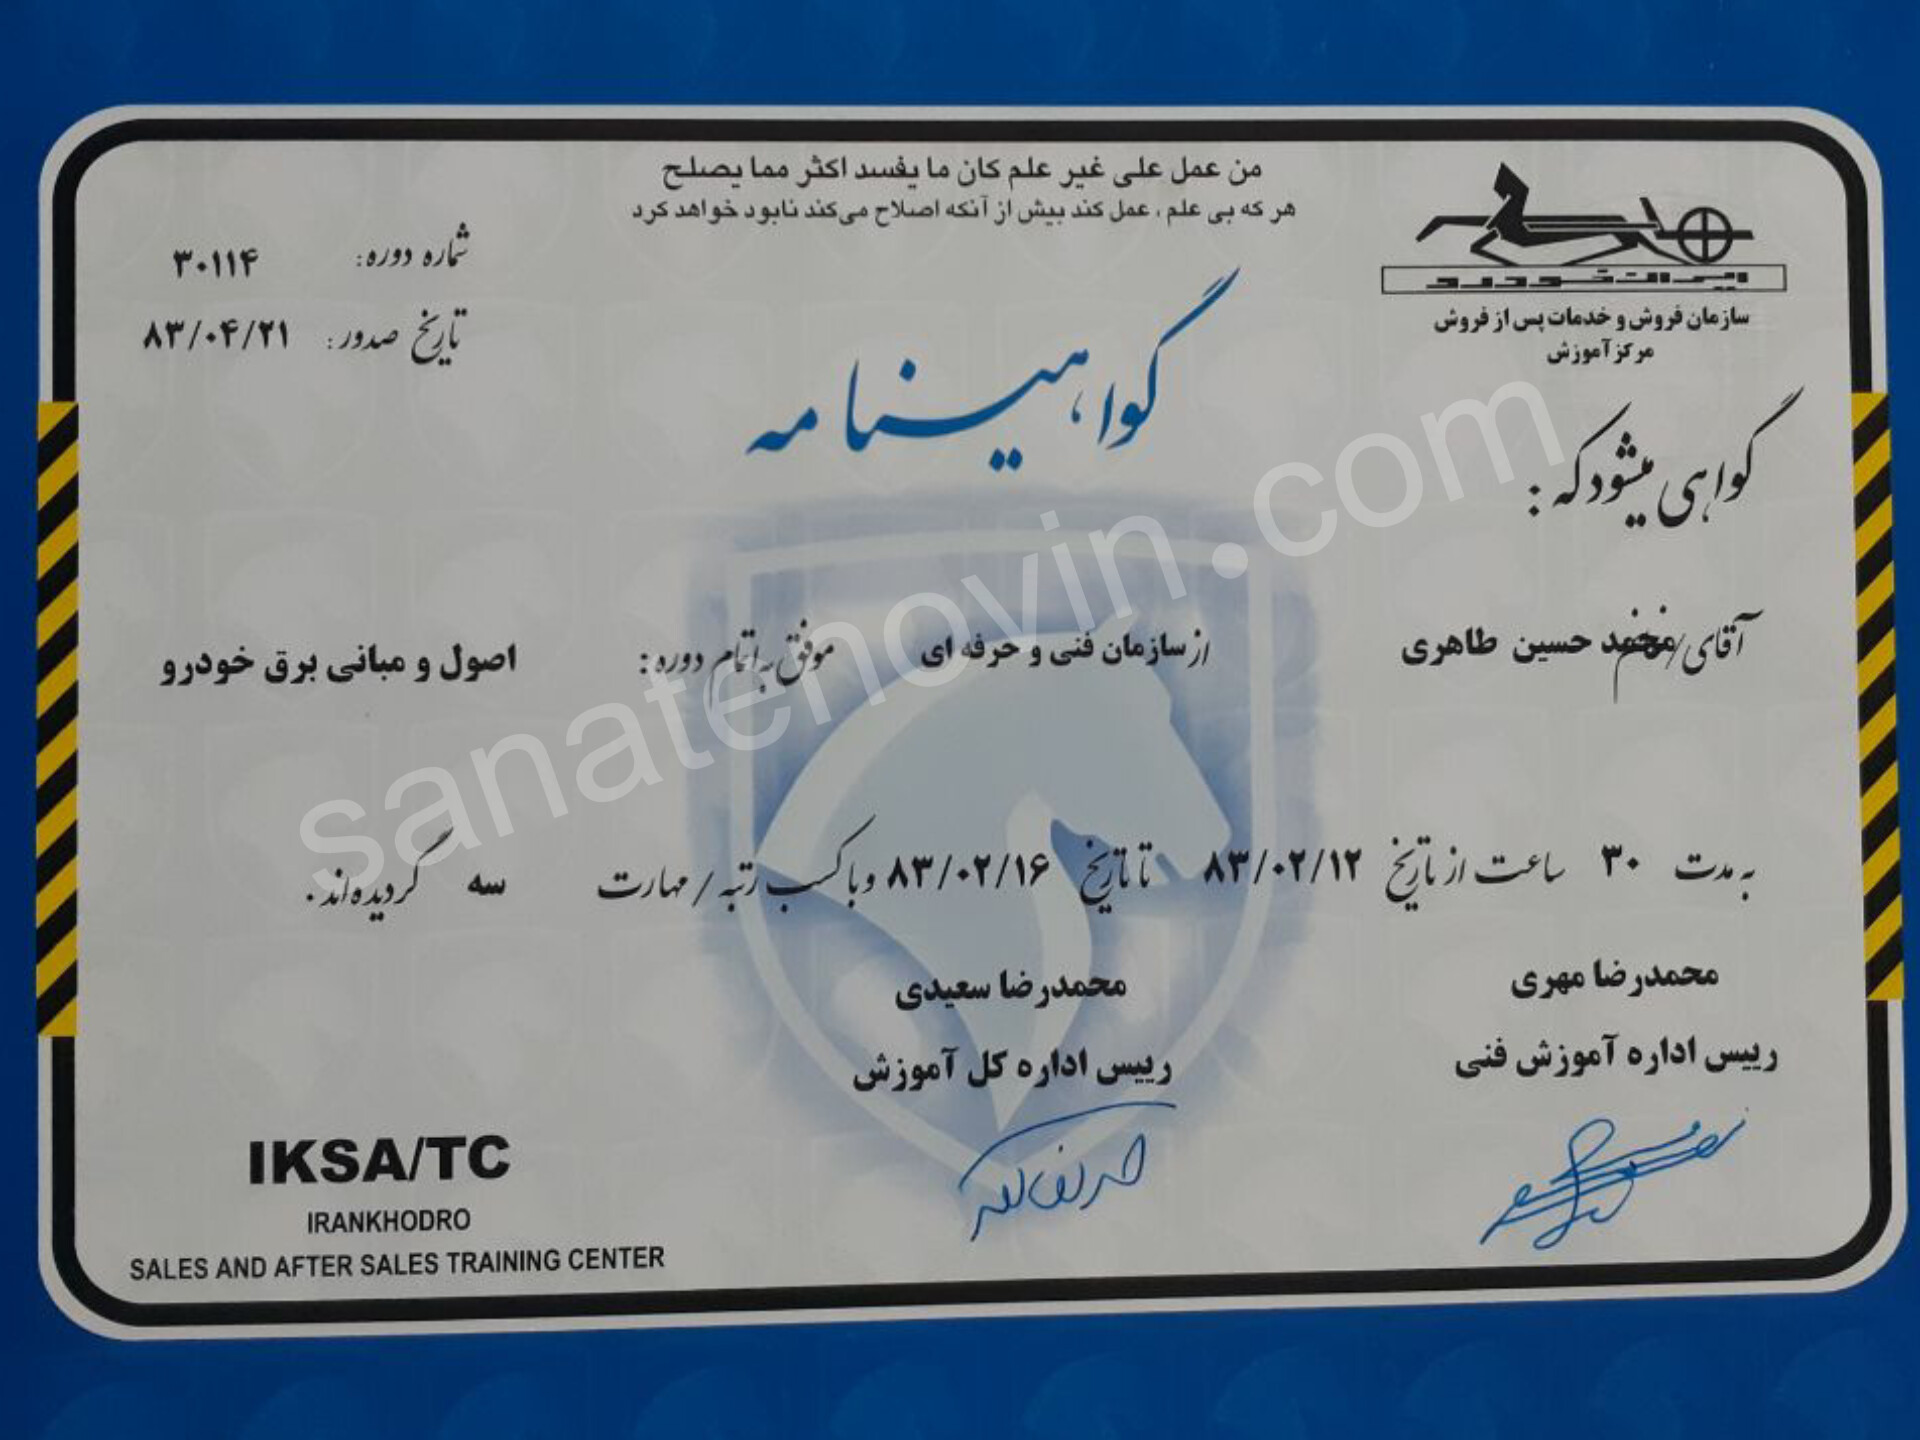 من عمل علی غیر علم کان ما یفسد اکثر مما یصلح
هر که بی علم ، عمل کند بیش از آنکه اصلاح می‌کند نابود خواهد کرد
ایران خودرو
سازمان فروش و خدمات پس از فروش
مرکز آموزش
شماره دوره: ۳۰۱۱۴
تاریخ صدور: ۸۳/۰۴/۲۱
گواهینامه
گواهی میشود که :
آقای/خانم محمد حسین طاهری از سازمان فنی و حرفه ای موفق به اتمام دوره: اصول و مبانی برق خودرو
به مدت ۳۰ ساعت از تاریخ ۸۳/۰۲/۱۲ تا تاریخ ۸۳/۰۲/۱۶ و با کسب رتبه / مهارت سه گردیده‌اند.
محمدرضا مهری
رییس اداره آموزش فنی
محمدرضا سعیدی
رییس اداره کل آموزش
IKSA/TC
IRANKHODRO
SALES AND AFTER SALES TRAINING CENTER
sanatenovin.com